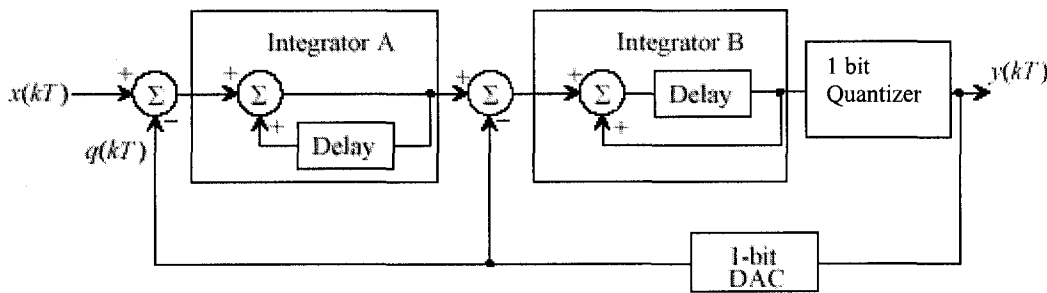 Integrator A
Integrator B
x(kT)
+
Σ
−
+
Σ
+
Delay
+
Σ
−
+
Σ
+
Delay
1 bit
Quantizer
y(kT)
q(kT)
1-bit
DAC